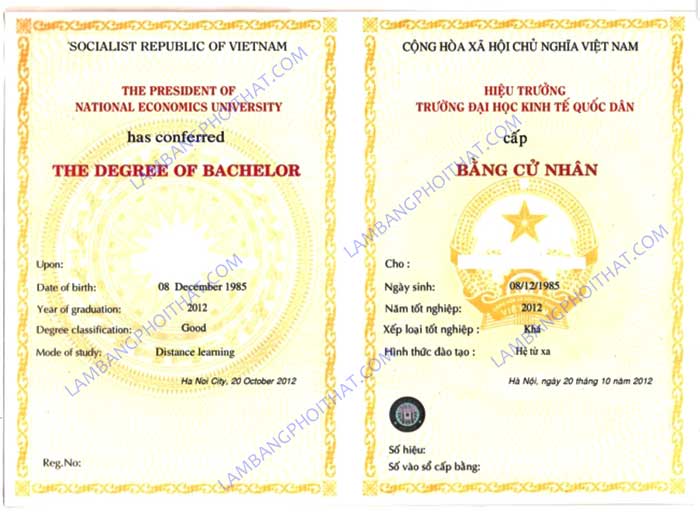 SOCIALIST REPUBLIC OF VIETNAM
THE PRESIDENT OF
NATIONAL ECONOMICS UNIVERSITY
has conferred
THE DEGREE OF BACHELOR
Upon:
Date of birth: 08 December 1985
Year of graduation: 2012
Degree classification: Good
Mode of study: Distance learning
Ha Noi City, 20 October 2012
Reg.No:
CỘNG HÒA XÃ HỘI CHỦ NGHĨA VIỆT NAM
HIỆU TRƯỞNG
TRƯỜNG ĐẠI HỌC KINH TẾ QUỐC DÂN
cấp
BẰNG CỬ NHÂN
Cho :
Ngày sinh: 08/12/1985
Năm tốt nghiệp: 2012
Xếp loại tốt nghiệp : Khá
Hình thức đào tạo : Hệ từ xa
Hà Nội, ngày 20 tháng 10 năm 2012
Số hiệu:
Số vào sổ cấp bằng:
LAMBANGPHOITHAT.COM
LAMBANGPHOITHAT.COM
LAMBANGPHOITHAT.COM
LAMBANGPHOITHAT.COM